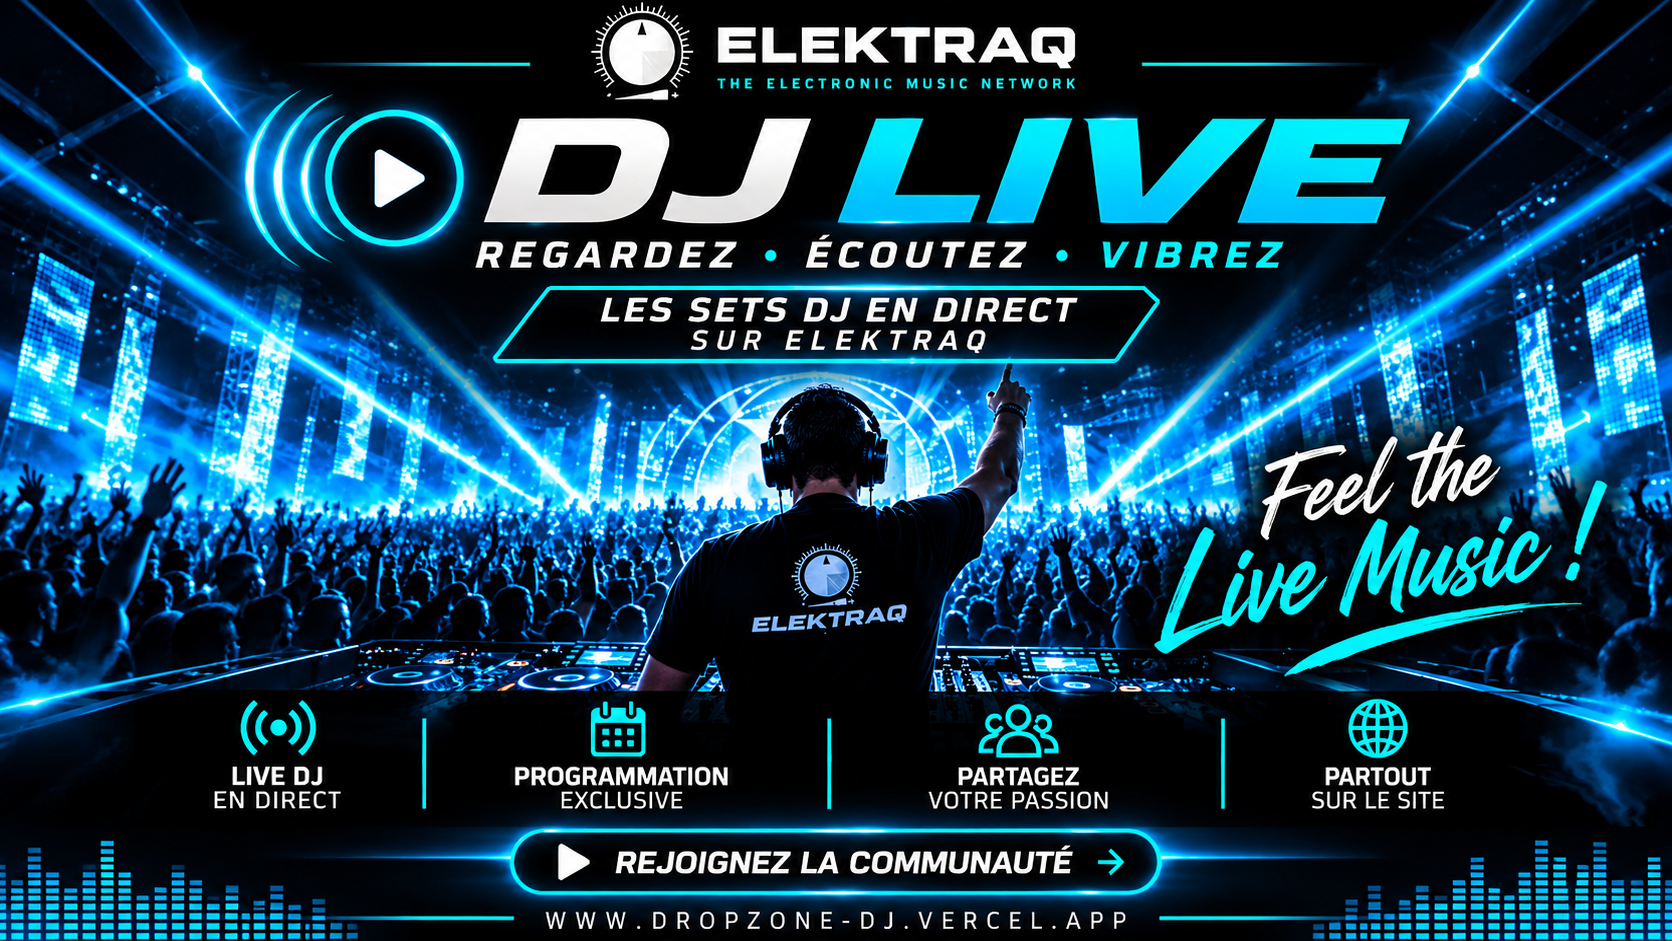 ELEKTRAQ
THE ELECTRONIC MUSIC NETWORK
DJ LIVE
REGARDEZ • ÉCOUTEZ • VIBREZ
LES SETS DJ EN DIRECT
SUR ELEKTRAQ
Feel the
Live Music !
ELEKTRAQ
LIVE DJ
EN DIRECT
PROGRAMMATION
EXCLUSIVE
PARTAGEZ
VOTRE PASSION
PARTOUT
SUR LE SITE
REJOIGNEZ LA COMMUNAUTÉ
WWW.DROPZONE-DJ.VERCEL.APP